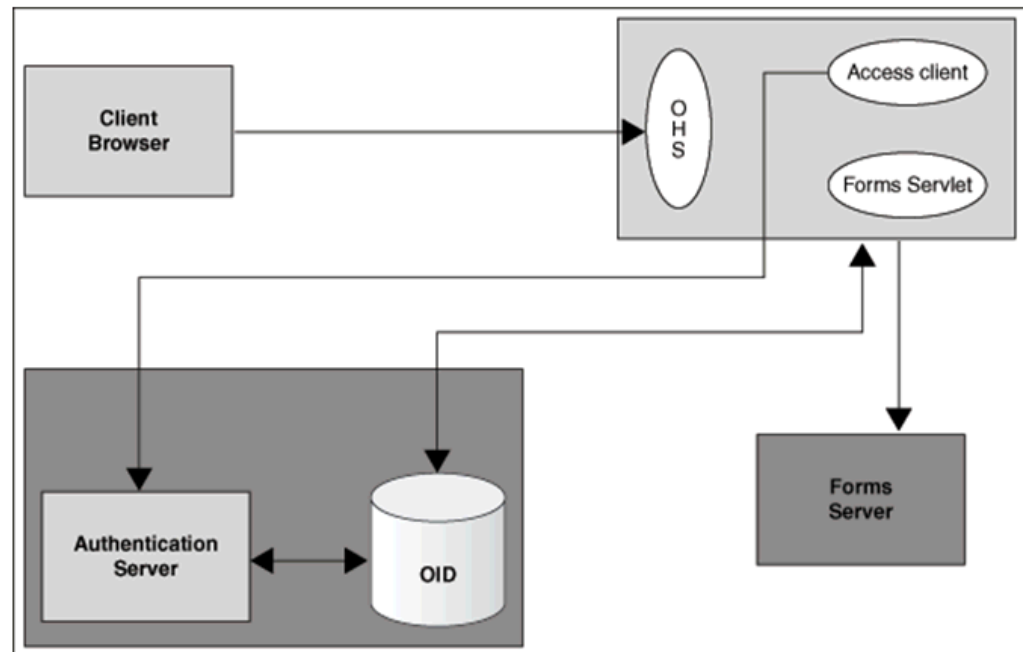 Client
Browser
O
H
S
Access client
Forms Servlet
Authentication
Server
OID
Forms
Server